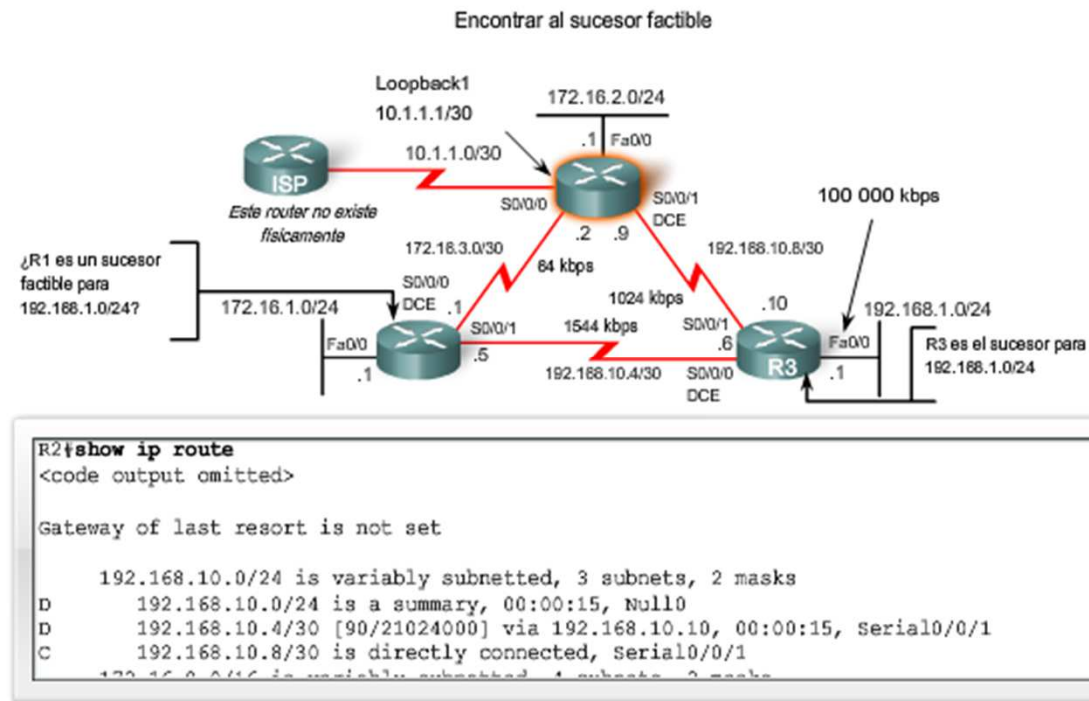 Encontrar al sucesor factible
Loopback1
10.1.1.1/30
172.16.2.0/24
.1
Fa0/0
10.1.1.0/30
ISP
S0/0/0
S0/0/1
DCE
100 000 kbps
Este router no existe
físicamente
.2
.9
172.16.3.0/30
64 kbps
192.168.10.8/30
¿R1 es un sucesor
factible para
192.168.1.0/24?
172.16.1.0/24
S0/0/0
DCE
.1
1024 kbps
.10
192.168.1.0/24
Fa0/0
.1
S0/0/1
.5
1544 kbps
192.168.10.4/30
S0/0/1
.6
S0/0/0
DCE
R3
Fa0/0
.1
R3 es el sucesor para
192.168.1.0/24
R2#show ip route
<code output omitted>
Gateway of last resort is not set
192.168.10.0/24 is variably subnetted, 3 subnets, 2 masks
D 192.168.10.0/24 is a summary, 00:00:15, Null0
D 192.168.10.4/30 [90/21024000] via 192.168.10.10, 00:00:15, Serial0/0/1
C 192.168.10.8/30 is directly connected, Serial0/0/1